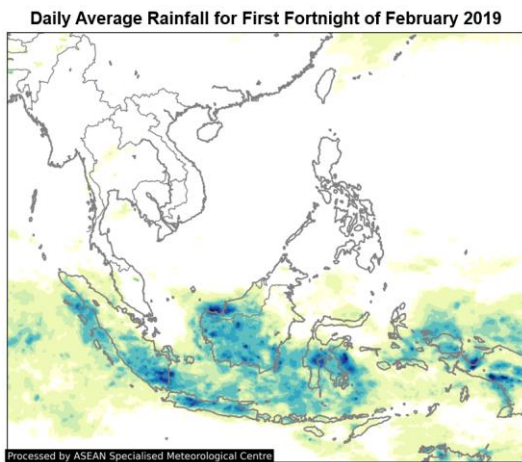 Daily Average Rainfall for First Fortnight of February 2019
Processed by ASEAN Specialised Meteorological Centre